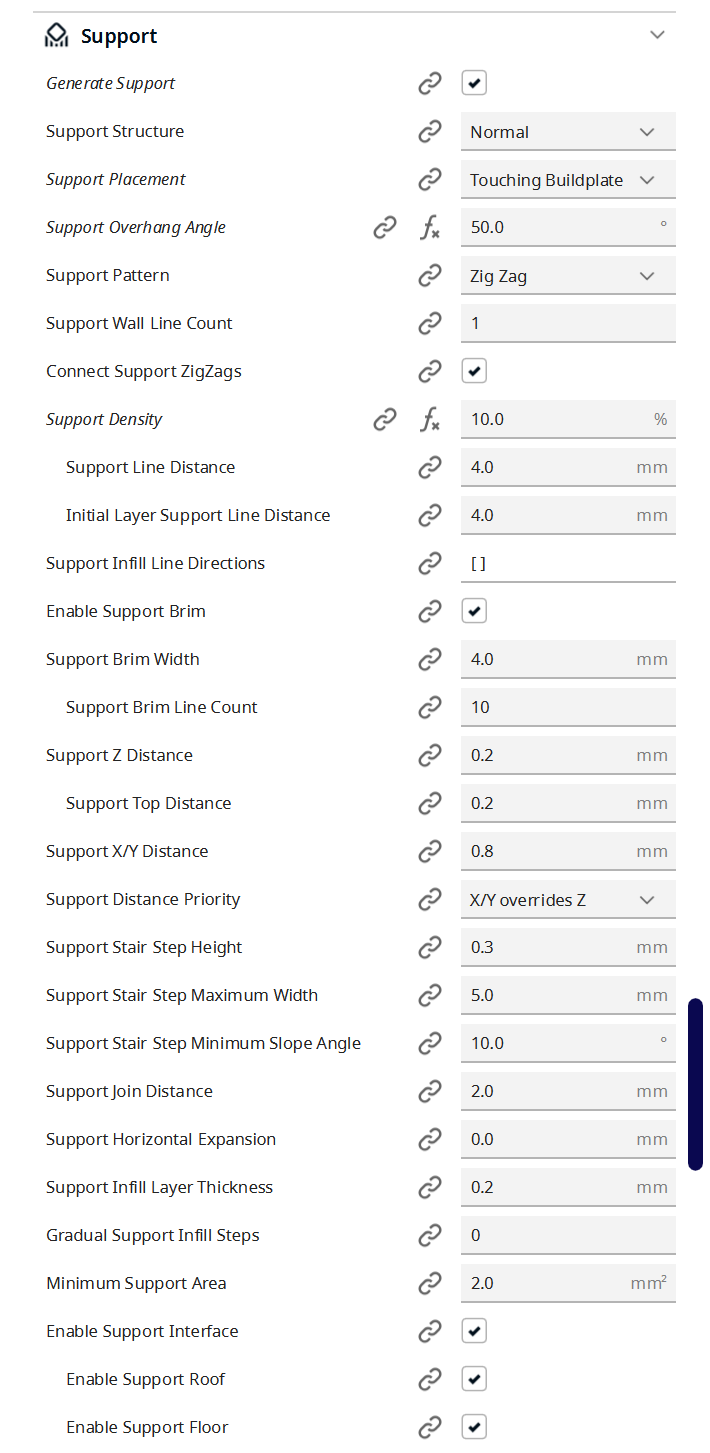 Support
Generate Support
Support Structure Normal
Support Placement Touching Buildplate
Support Overhang Angle 50.0 °
Support Pattern Zig Zag
Support Wall Line Count 1
Connect Support ZigZags
Support Density 10.0 %
Support Line Distance 4.0 mm
Initial Layer Support Line Distance 4.0 mm
Support Infill Line Directions [ ]
Enable Support Brim
Support Brim Width 4.0 mm
Support Brim Line Count 10
Support Z Distance 0.2 mm
Support Top Distance 0.2 mm
Support X/Y Distance 0.8 mm
Support Distance Priority X/Y overrides Z
Support Stair Step Height 0.3 mm
Support Stair Step Maximum Width 5.0 mm
Support Stair Step Minimum Slope Angle 10.0 °
Support Join Distance 2.0 mm
Support Horizontal Expansion 0.0 mm
Support Infill Layer Thickness 0.2 mm
Gradual Support Infill Steps 0
Minimum Support Area 2.0 mm²
Enable Support Interface
Enable Support Roof
Enable Support Floor